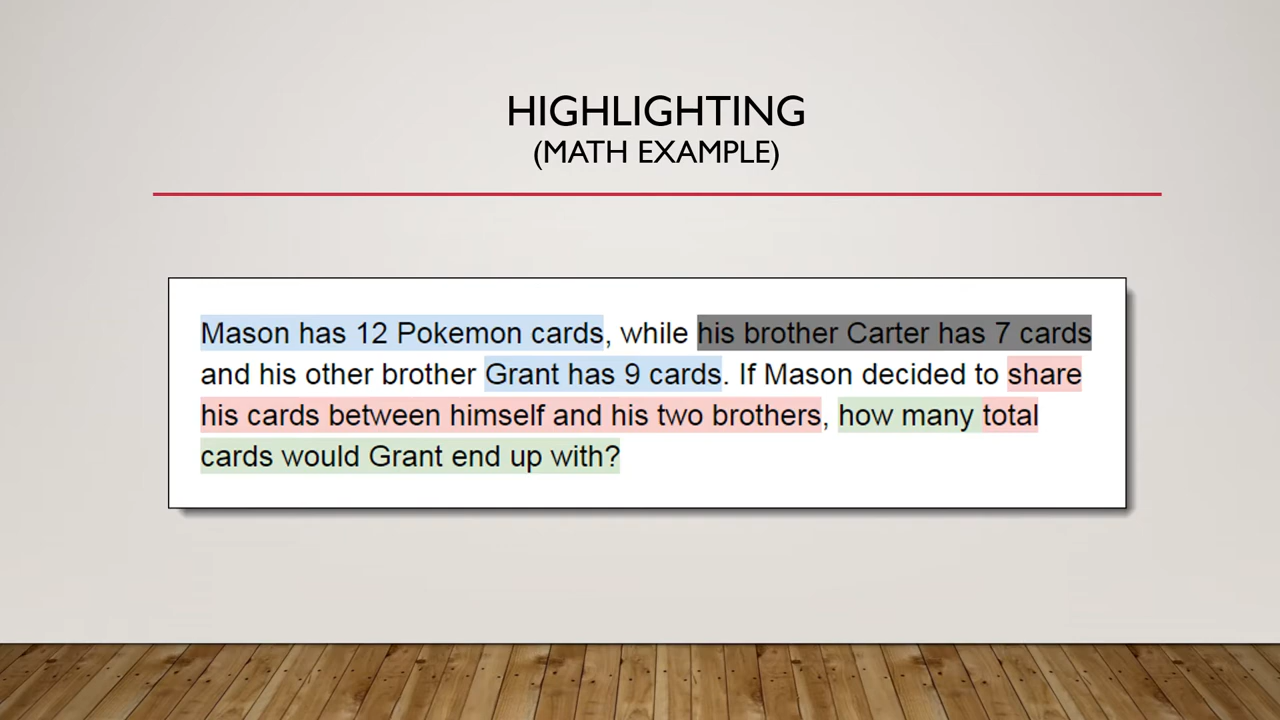 HIGHLIGHTING
(MATH EXAMPLE)
Mason has 12 Pokemon cards, while his brother Carter has 7 cards
and his other brother Grant has 9 cards. If Mason decided to share
his cards between himself and his two brothers, how many total
cards would Grant end up with?